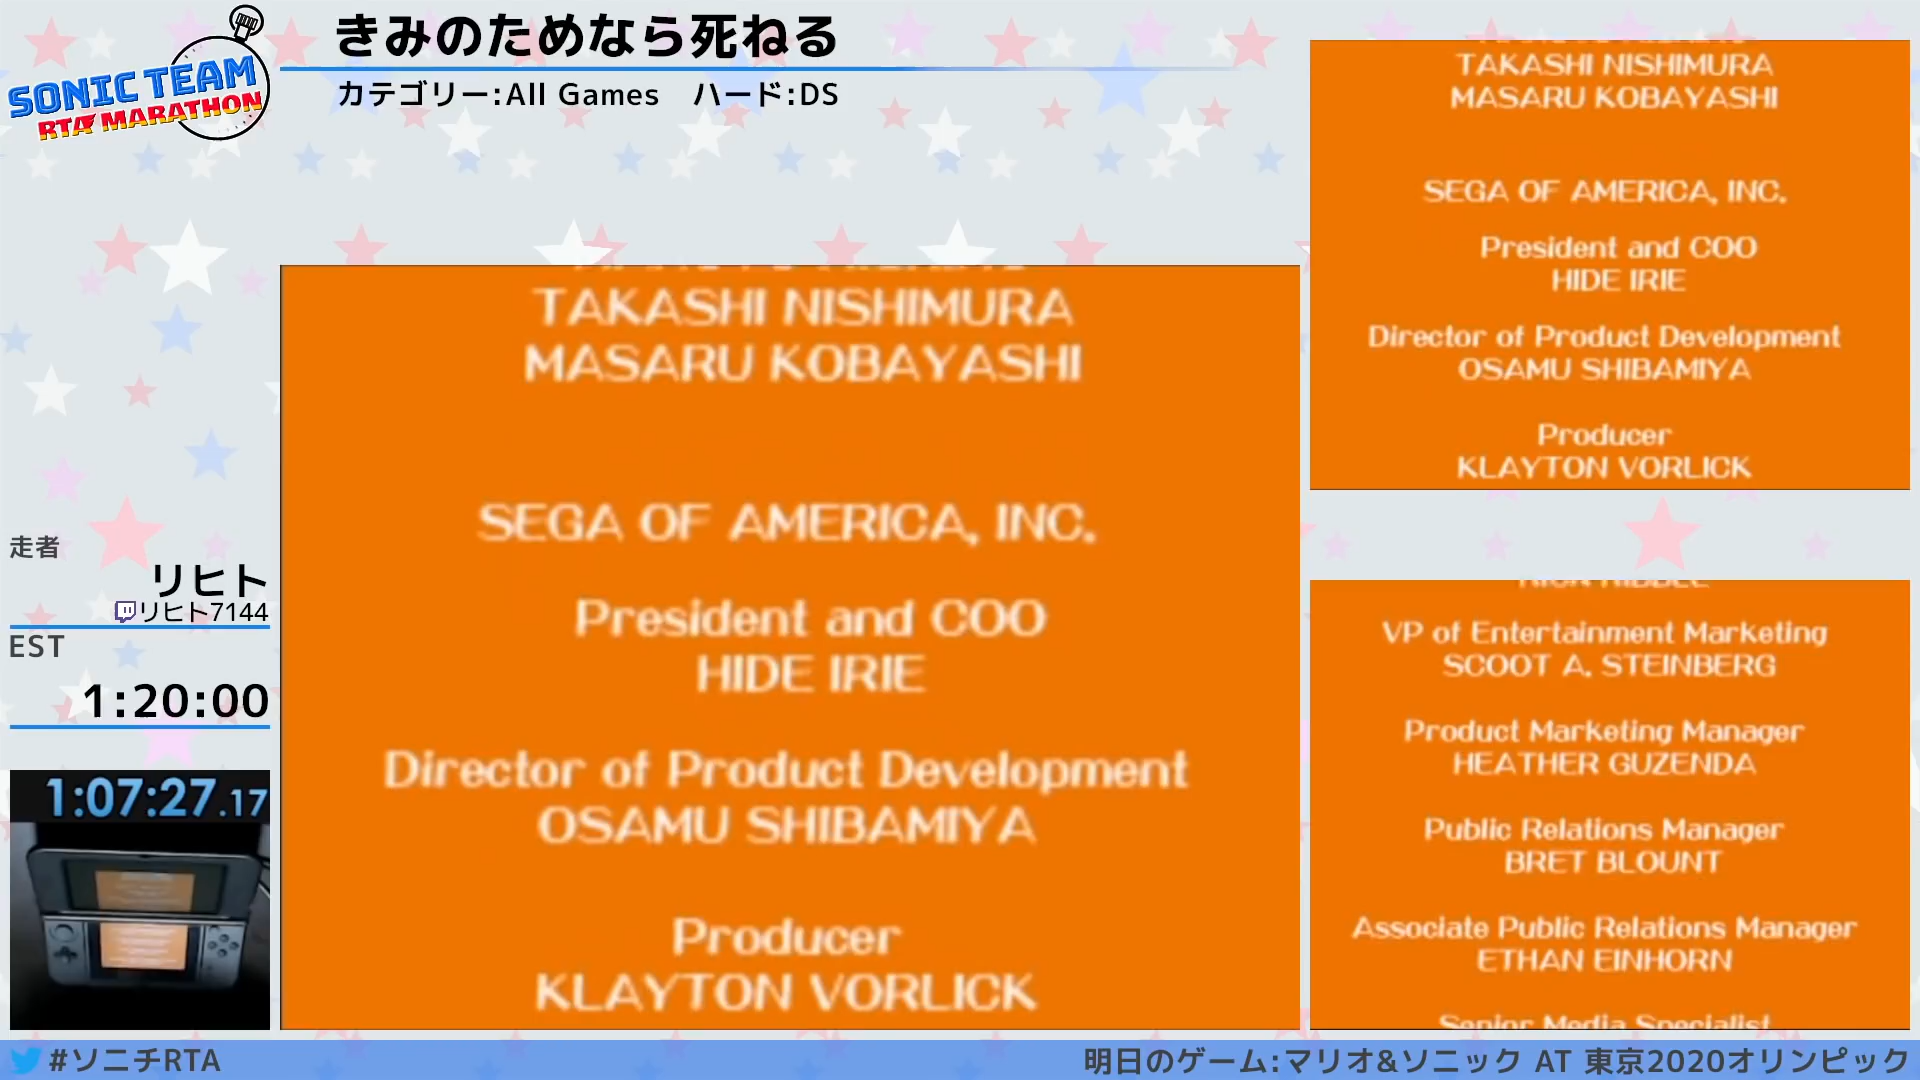 SONIC TEAM
RTA MARATHON
きみのためなら死ねる
カテゴリー:All Games ハード:DS
走者
リヒト
リヒト7144
EST
1:20:00
1:07:27.17
TAKASHI NISHIMURA
MASARU KOBAYASHI
SEGA OF AMERICA, INC.
President and COO
HIDE IRIE
Director of Product Development
OSAMU SHIBAMIYA
Producer
KLAYTON VORLICK
TAKASHI NISHIMURA
MASARU KOBAYASHI
SEGA OF AMERICA, INC.
President and COO
HIDE IRIE
Director of Product Development
OSAMU SHIBAMIYA
Producer
KLAYTON VORLICK
VP of Entertainment Marketing
SCOOT A. STEINBERG
Product Marketing Manager
HEATHER GUZENDA
Public Relations Manager
BRET BLOUNT
Associate Public Relations Manager
ETHAN EINHORN
Senior Media Specialist
#ソニチRTA
明日のゲーム:マリオ&ソニック AT 東京2020オリンピック